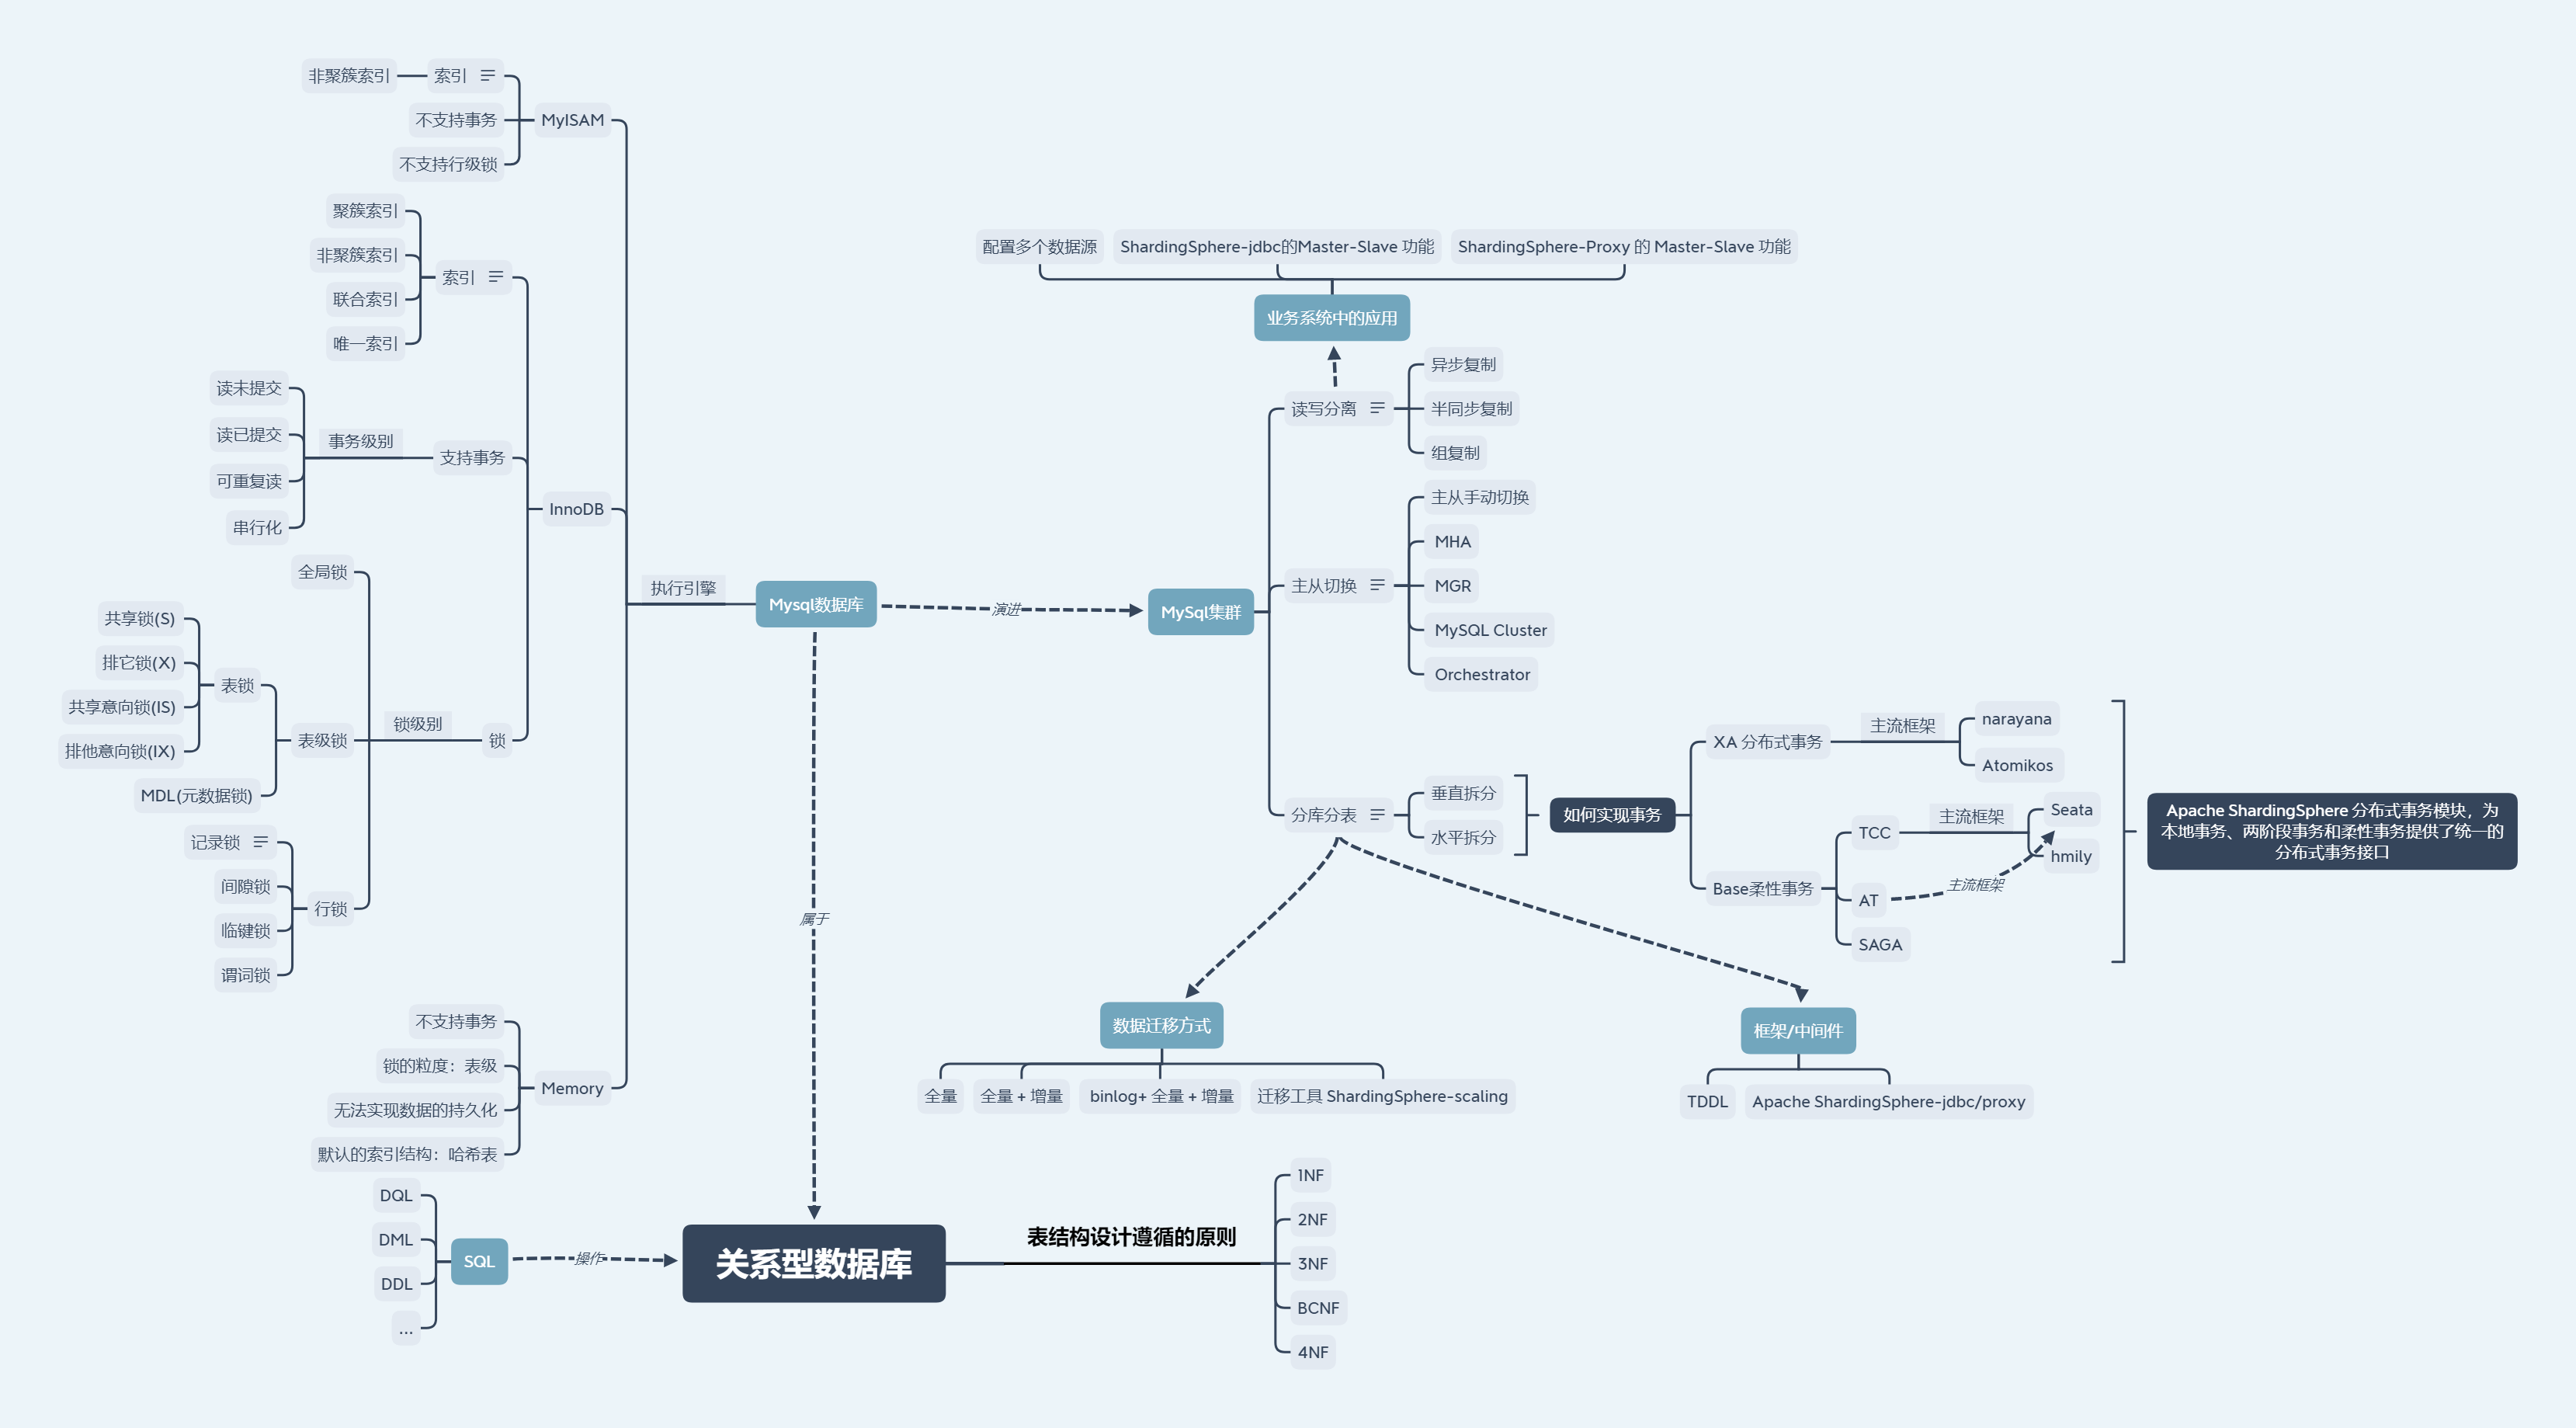 非聚簇索引
索引
不支持事务
不支持行级锁
MyISAM
聚簇索引
非聚簇索引
联合索引
唯一索引
索引
读未提交
读已提交
可重复读
串行化
事务级别
支持事务
InnoDB
全局锁
共享锁(S)
排它锁(X)
共享意向锁(IS)
排他意向锁(IX)
表锁
MDL(元数据锁)
表级锁
锁级别
锁
记录锁
间隙锁
临键锁
谓词锁
行锁
不支持事务
锁的粒度：表级
无法实现数据的持久化
默认的索引结构：哈希表
Memory
执行引擎
Mysql数据库
演进
MySql集群
配置多个数据源
ShardingSphere-jdbc的Master-Slave 功能
ShardingSphere-Proxy 的 Master-Slave 功能
业务系统中的应用
读写分离
异步复制
半同步复制
组复制
主从切换
主从手动切换
MHA
MGR
MySQL Cluster
Orchestrator
分库分表
垂直拆分
水平拆分
如何实现事务
XA 分布式事务
主流框架
narayana
Atomikos
Base柔性事务
TCC
主流框架
Seata
hmily
AT
主流框架
SAGA
Apache ShardingSphere 分布式事务模块，为
本地事务、两阶段事务和柔性事务提供了统一的
分布式事务接口
数据迁移方式
全量
全量 + 增量
binlog+ 全量 + 增量
迁移工具 ShardingSphere-scaling
框架/中间件
TDDL
Apache ShardingSphere-jdbc/proxy
属于
DQL
DML
DDL
...
SQL
操作
关系型数据库
表结构设计遵循的原则
1NF
2NF
3NF
BCNF
4NF